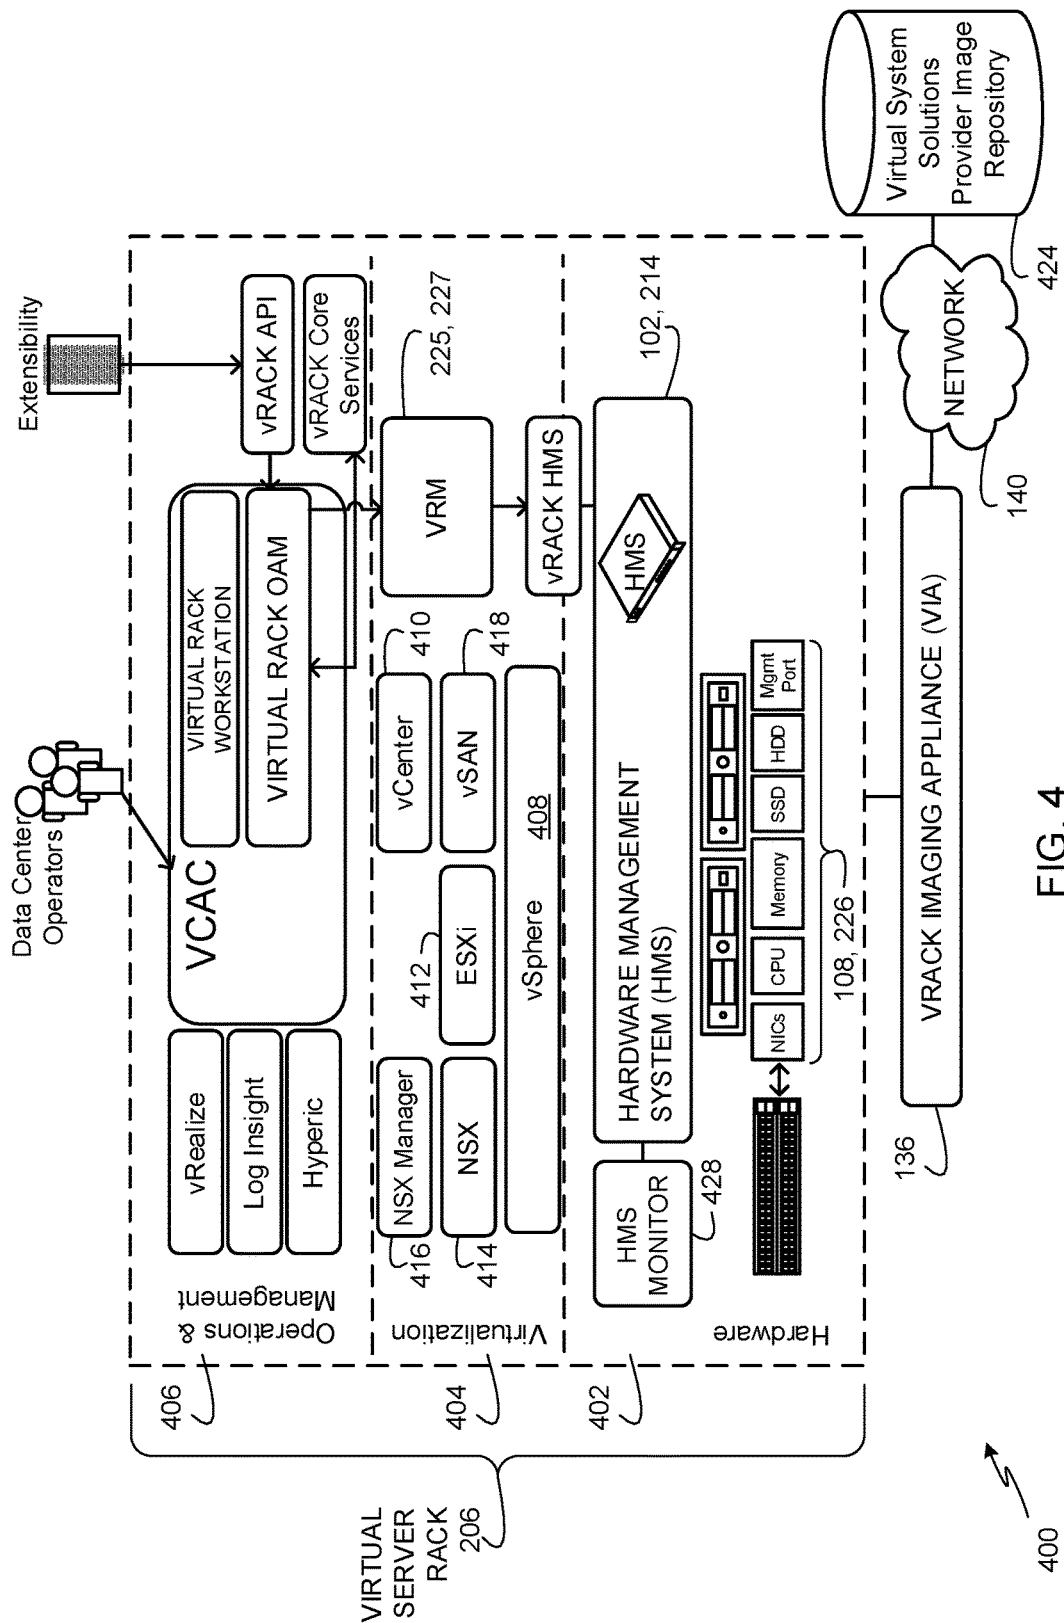 Data Center
Operators
Extensibility
406
Operations &
Management
vRealize
Log Insight
Hyperic
VCAC
VIRTUAL RACK
WORKSTATION
VIRTUAL RACK OAM
vRACK API
vRACK Core
Services
VIRTUAL
SERVER
RACK
206
404
Virtualization
416
NSX Manager
414
NSX
412
ESXi
vCenter
410
vSAN
418
vSphere
408
VRM
225, 227
vRACK HMS
402
Hardware
HMS
MONITOR
428
HARDWARE MANAGEMENT
SYSTEM (HMS)
HMS
102, 214
NICs
CPU
Memory
SSD
HDD
Mgmt
Port
108, 226
136
VRACK IMAGING APPLIANCE (VIA)
NETWORK
140
Virtual System
Solutions
Provider Image
Repository
424
400
FIG. 4